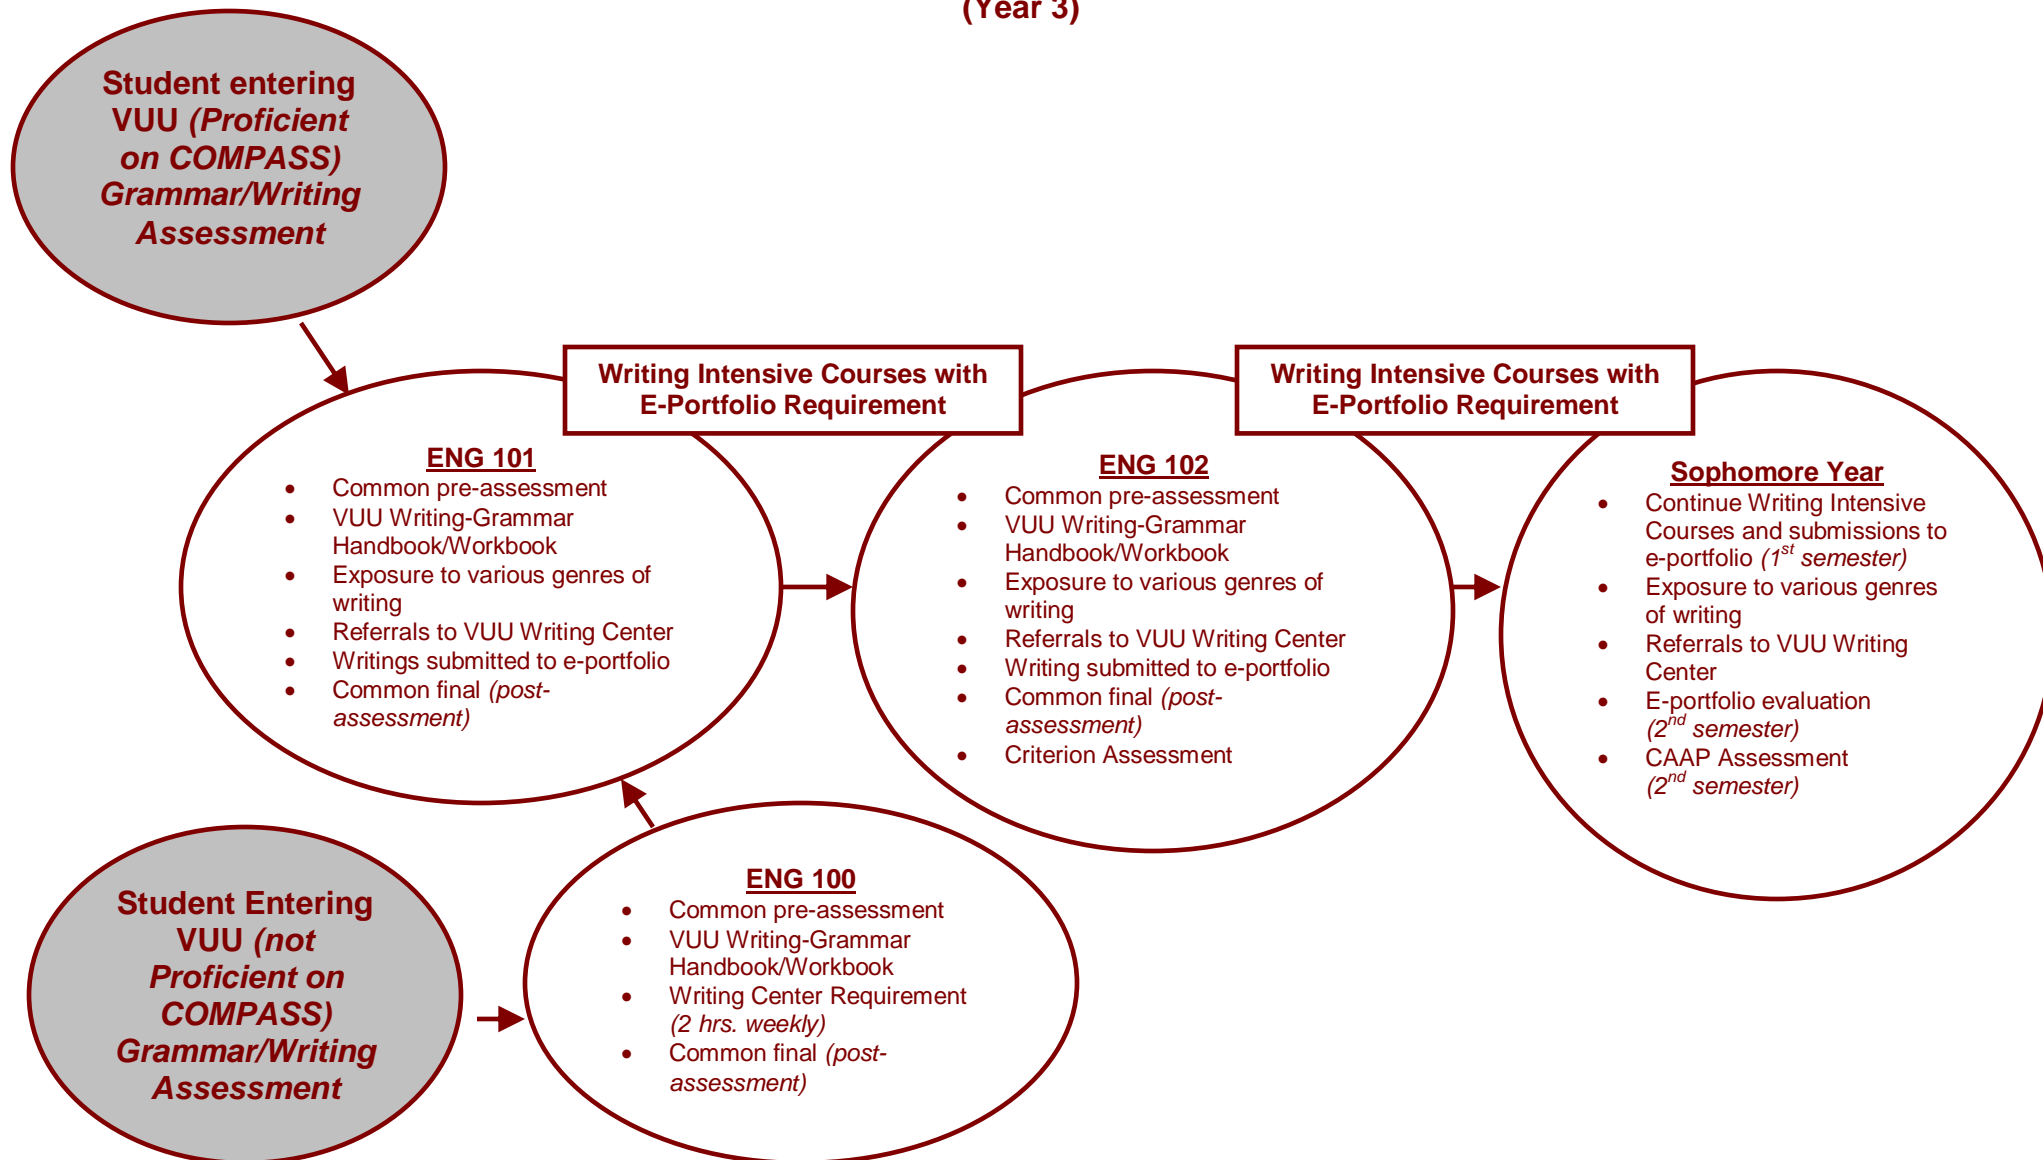 (Year 3)
Student entering
VUU (Proficient
on COMPASS)
Grammar/Writing
Assessment
Writing Intensive Courses with
E-Portfolio Requirement
Writing Intensive Courses with
E-Portfolio Requirement
ENG 101
• Common pre-assessment
• VUU Writing-Grammar
Handbook/Workbook
• Exposure to various genres of
writing
• Referrals to VUU Writing Center
• Writings submitted to e-portfolio
• Common final (post-
assessment)
ENG 102
• Common pre-assessment
• VUU Writing-Grammar
Handbook/Workbook
• Exposure to various genres of
writing
• Referrals to VUU Writing Center
• Writing submitted to e-portfolio
• Common final (post-
assessment)
• Criterion Assessment
Sophomore Year
• Continue Writing Intensive
Courses and submissions to
e-portfolio (1st semester)
• Exposure to various genres
of writing
• Referrals to VUU Writing
Center
• E-portfolio evaluation
(2nd semester)
• CAAP Assessment
(2nd semester)
Student Entering
VUU (not
Proficient on
COMPASS)
Grammar/Writing
Assessment
ENG 100
• Common pre-assessment
• VUU Writing-Grammar
Handbook/Workbook
• Writing Center Requirement
(2 hrs. weekly)
• Common final (post-
assessment)